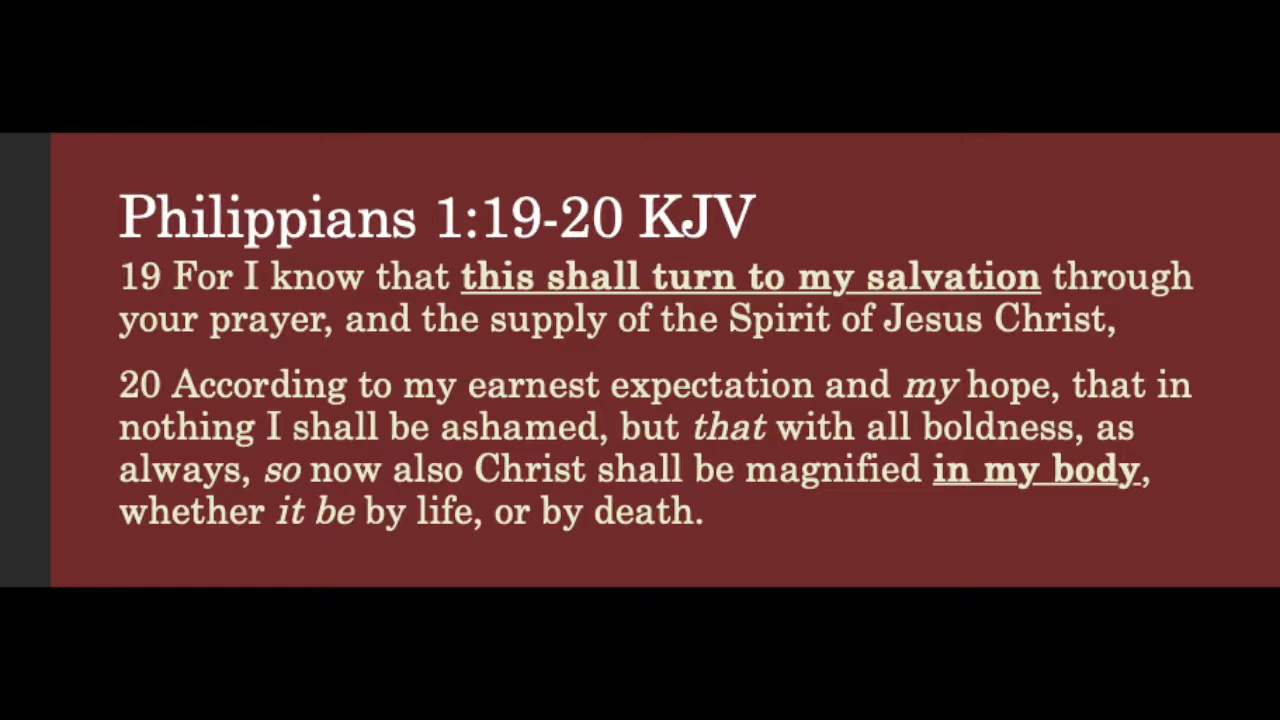 Philippians 1:19-20 KJV
19 For I know that this shall turn to my salvation through
your prayer, and the supply of the Spirit of Jesus Christ,
20 According to my earnest expectation and my hope, that in
nothing I shall be ashamed, but that with all boldness, as
always, so now also Christ shall be magnified in my body,
whether it be by life, or by death.